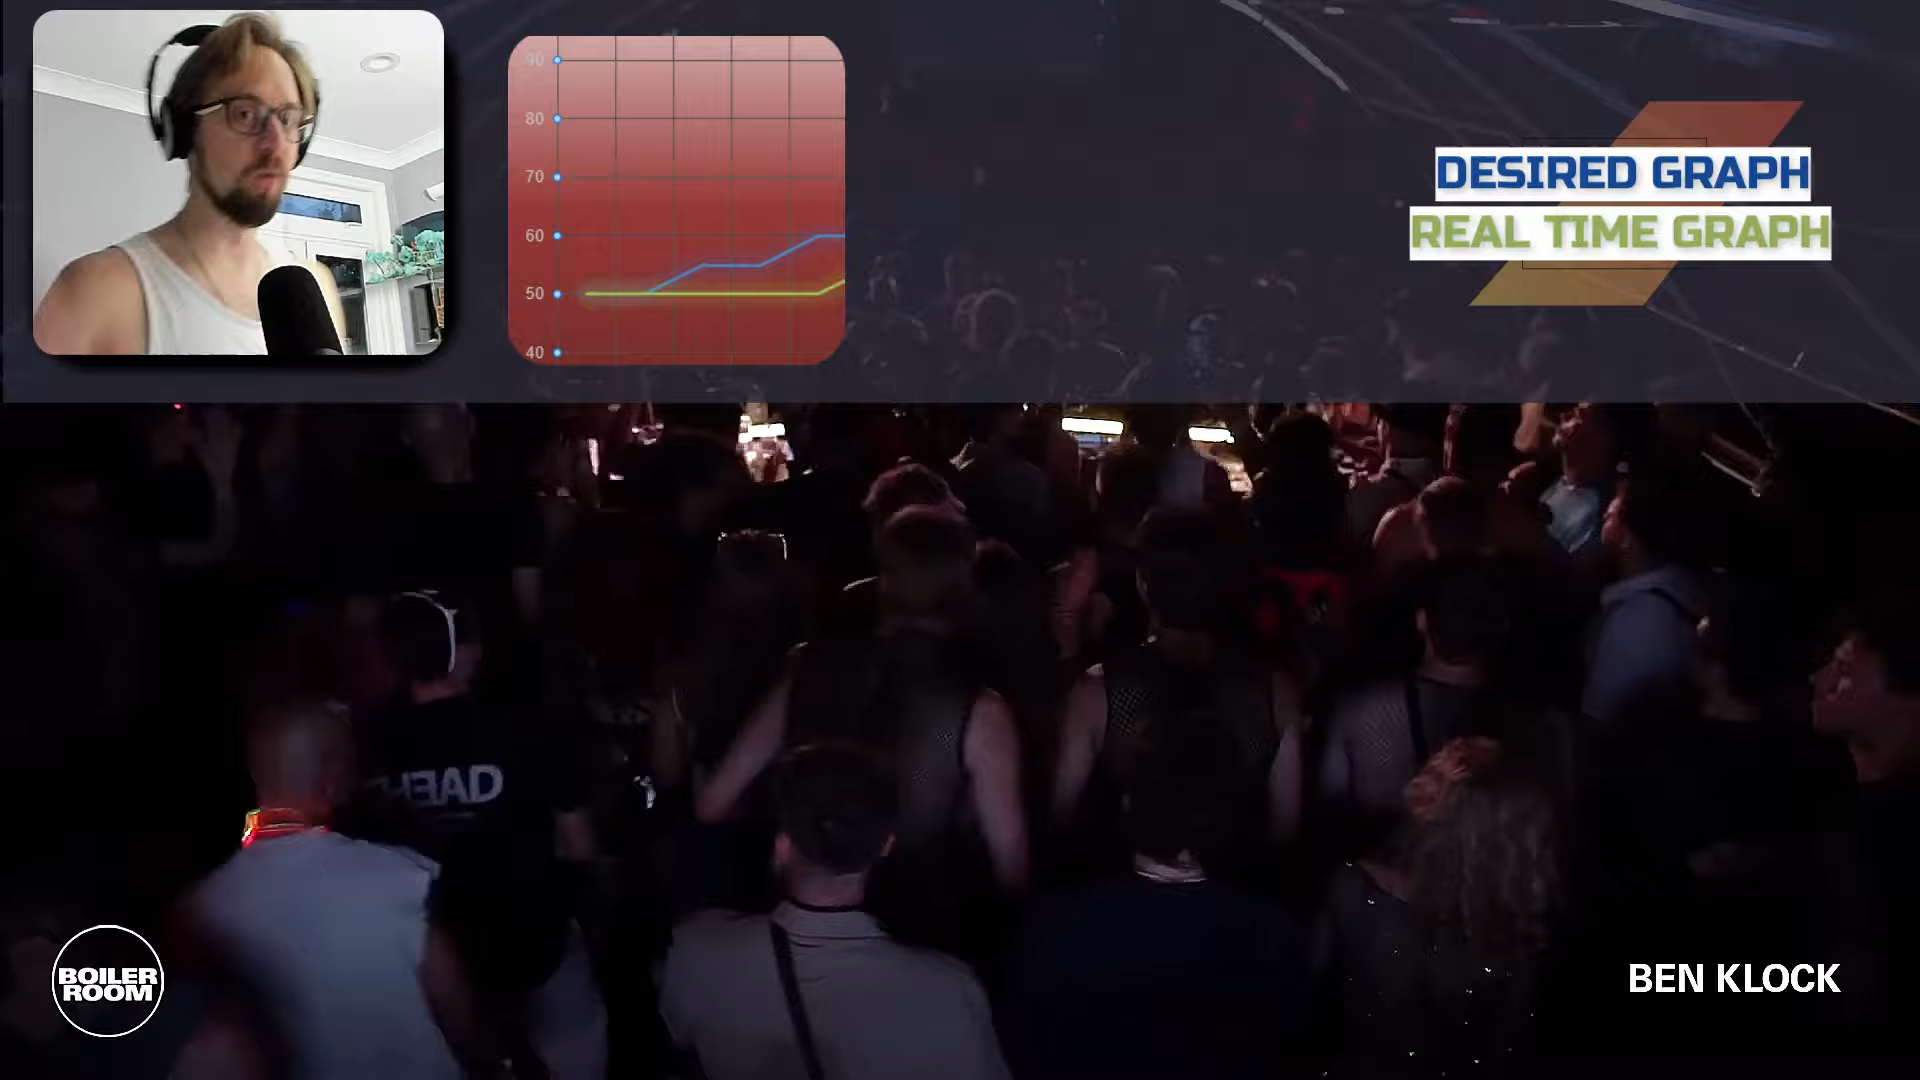 90
80
70
60
50
40
DESIRED GRAPH
REAL TIME GRAPH
HEAD
BOILER
ROOM
BEN KLOCK